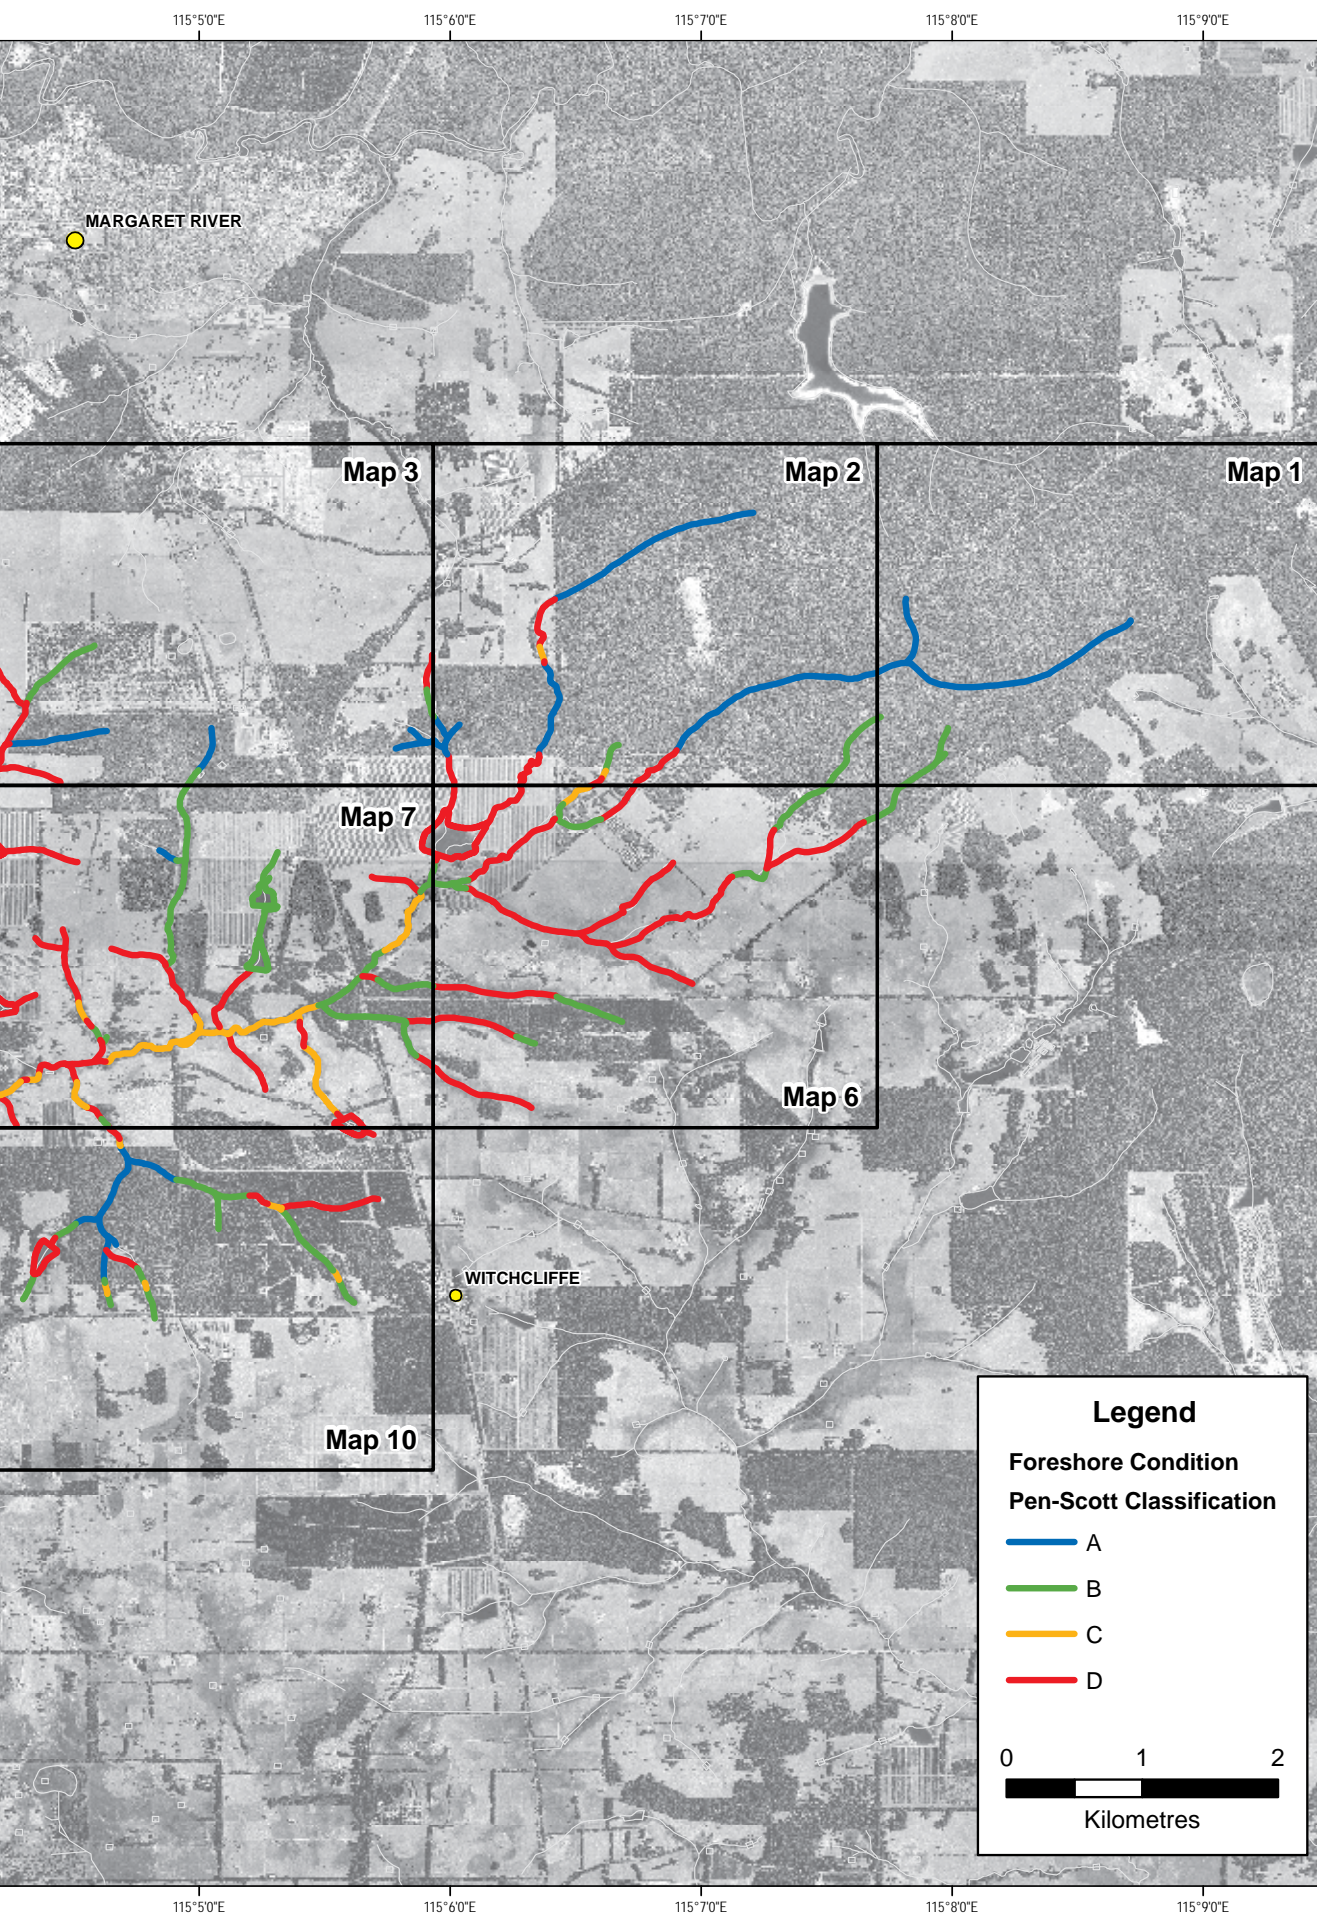 115°5'0"E 115°6'0"E 115°7'0"E 115°8'0"E 115°9'0"E
MARGARET RIVER
Map 3 Map 2 Map 1
Map 7
Map 6
WITCHCLIFFE
Map 10
Legend
Foreshore Condition
Pen-Scott Classification
A
B
C
D
0 1 2
Kilometres
115°5'0"E 115°6'0"E 115°7'0"E 115°8'0"E 115°9'0"E